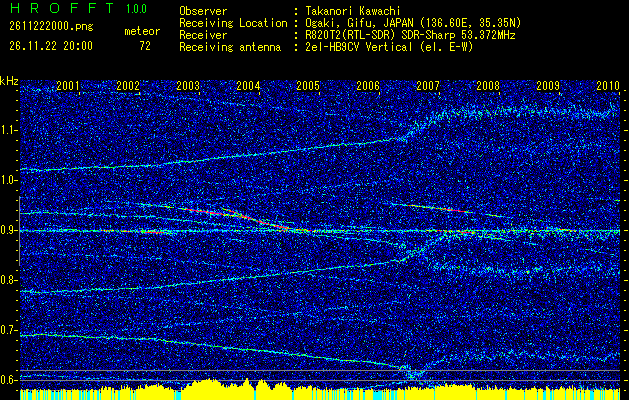 H R O F F T 1.0.0
2611222000.png
26.11.22 20:00
meteor
72
Observer : Takanori Kawachi
Receiving Location : Ogaki, Gifu, JAPAN (136.60E, 35.35N)
Receiver : R820T2(RTL-SDR) SDR-Sharp 53.372MHz
Receiving antenna : 2el-HB9CV Vertical (el. E-W)
kHz
2001 2002 2003 2004 2005 2006 2007 2008 2009 2010
1.1
1.0
0.9
0.8
0.7
0.6